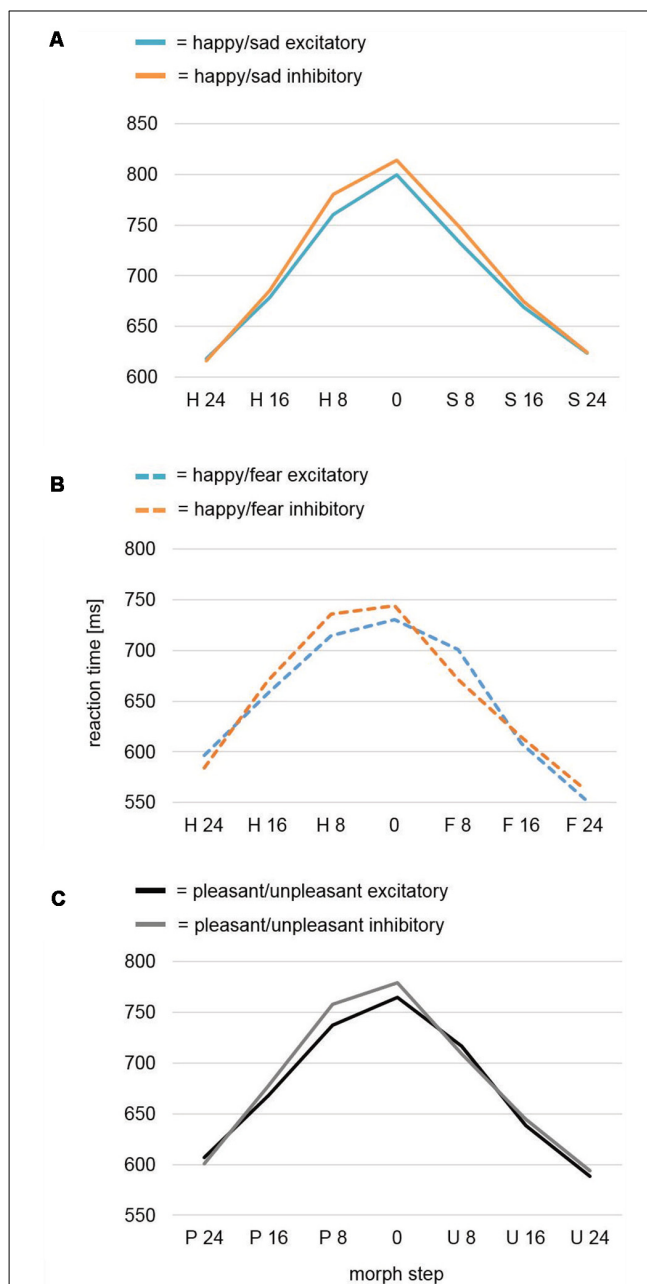 A
= happy/sad excitatory
= happy/sad inhibitory
850
800
750
700
650
600
H 24 H 16 H 8 0 S 8 S 16 S 24
B
= happy/fear excitatory
= happy/fear inhibitory
reaction time [ms]
800
750
700
650
600
550
H 24 H 16 H 8 0 F 8 F 16 F 24
C
= pleasant/unpleasant excitatory
= pleasant/unpleasant inhibitory
800
750
700
650
600
550
P 24 P 16 P 8 0 U 8 U 16 U 24
morph step